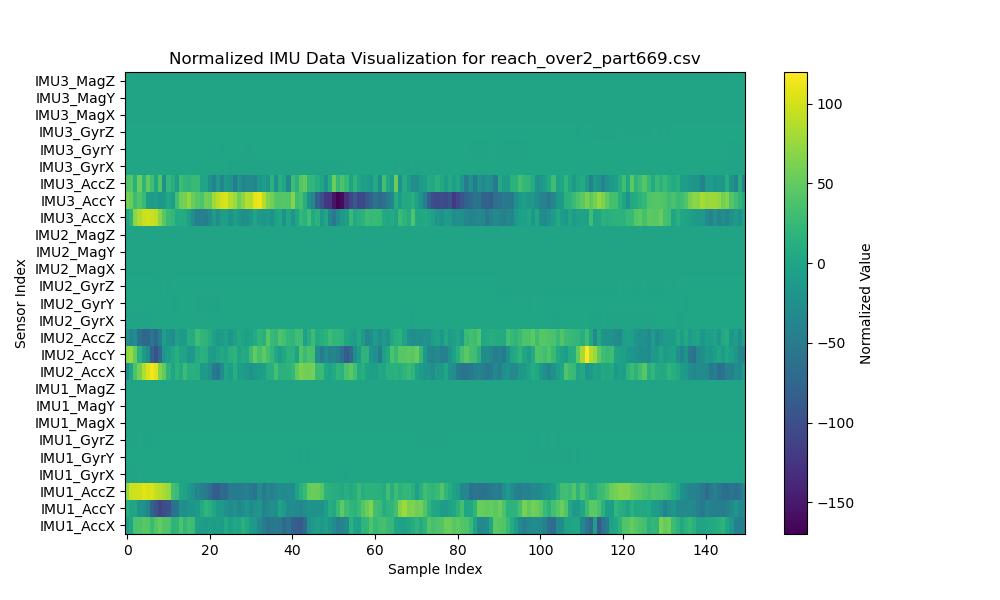 Normalized IMU Data Visualization for reach_over2_part669.csv
IMU3_MagZ
IMU3_MagY
IMU3_MagX
IMU3_GyrZ
IMU3_GyrY
IMU3_GyrX
IMU3_AccZ
IMU3_AccY
IMU3_AccX
IMU2_MagZ
IMU2_MagY
IMU2_MagX
IMU2_GyrZ
IMU2_GyrY
IMU2_GyrX
IMU2_AccZ
IMU2_AccY
IMU2_AccX
IMU1_MagZ
IMU1_MagY
IMU1_MagX
IMU1_GyrZ
IMU1_GyrY
IMU1_GyrX
IMU1_AccZ
IMU1_AccY
IMU1_AccX
Sensor Index
0 20 40 60 80 100 120 140
Sample Index
100
50
0
−50
−100
−150
Normalized Value